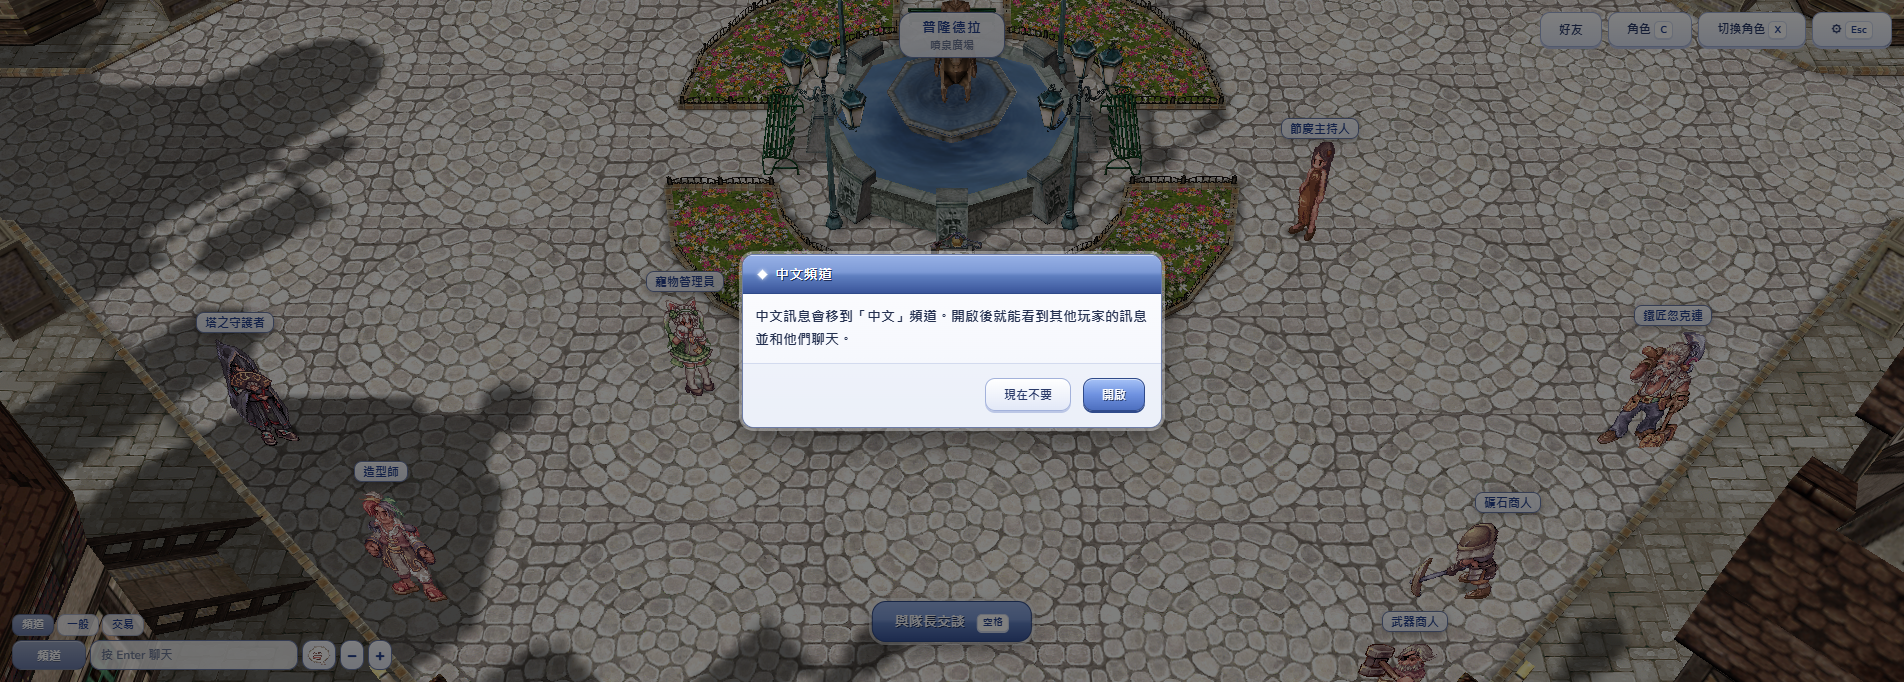 普隆德拉
噴泉廣場
好友
角色 C
切換角色 X
Esc
節慶主持人
寵物管理員
塔之守護者
鐵匠忽克連
造型師
礦石商人
武器商人
中文頻道
中文訊息會移到「中文」頻道。開啟後就能看到其他玩家的訊息
並和他們聊天。
現在不要
開啟
與隊長交談 空格
頻道 一般 交易
頻道 按 Enter 聊天 − +